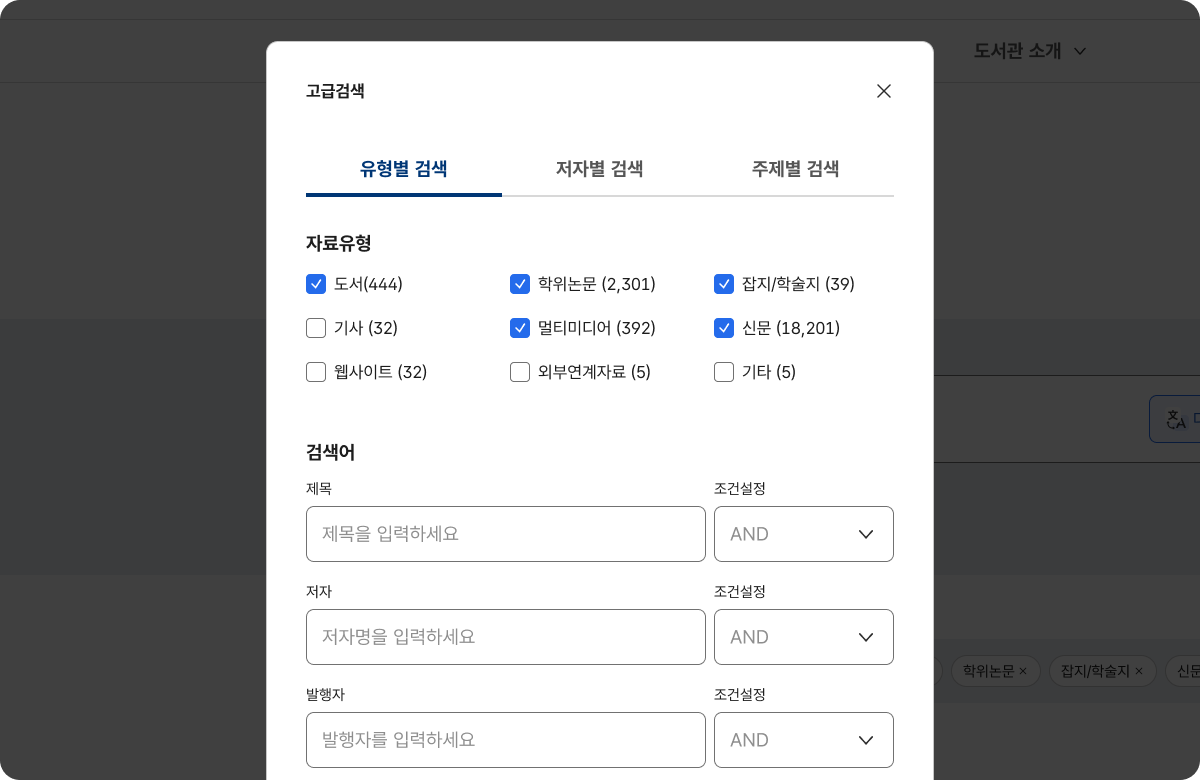 도서관 소개
고급검색
유형별 검색 저자별 검색 주제별 검색
자료유형
도서(444) 학위논문 (2,301) 잡지/학술지 (39)
기사 (32) 멀티미디어 (392) 신문 (18,201)
웹사이트 (32) 외부연계자료 (5) 기타 (5)
검색어
제목 조건설정
제목을 입력하세요 AND
저자 조건설정
저자명을 입력하세요 AND
학위논문 × 잡지/학술지 × 신문
발행자 조건설정
발행자를 입력하세요 AND